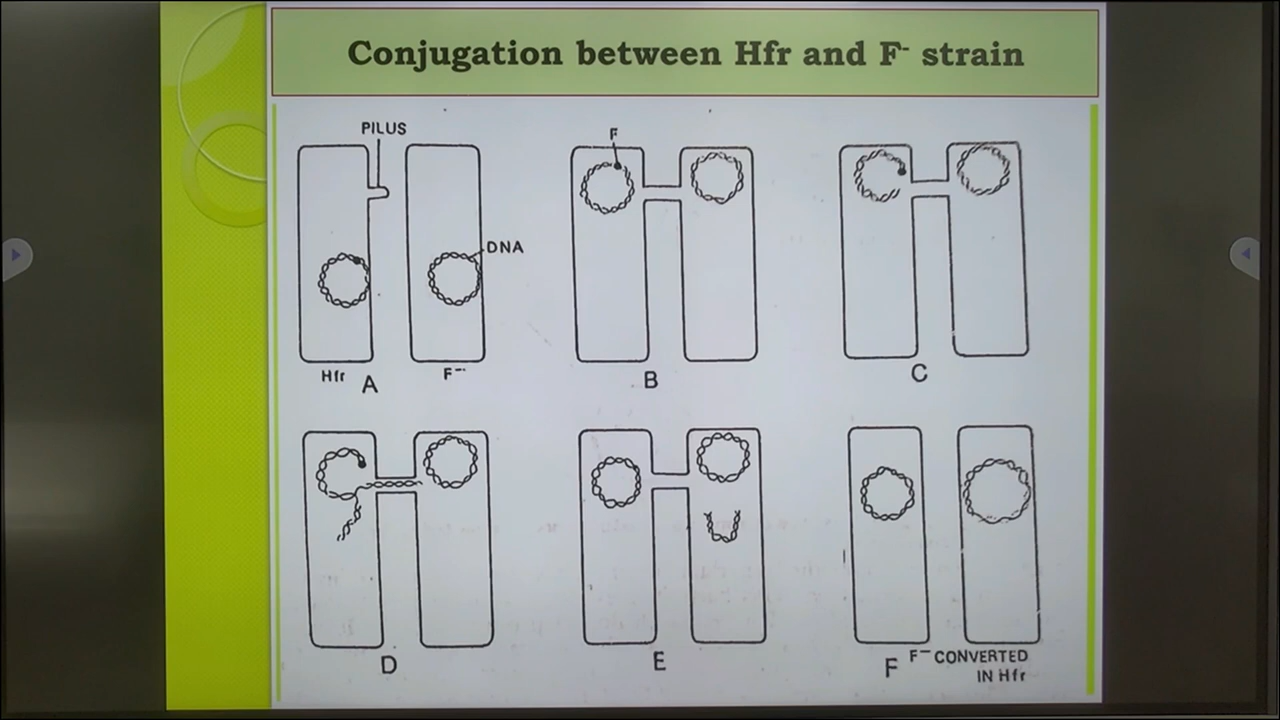 Conjugation between Hfr and F- strain
PILUS
DNA
Hfr
F-
A
F
B
C
D
E
F
F- CONVERTED
IN Hfr